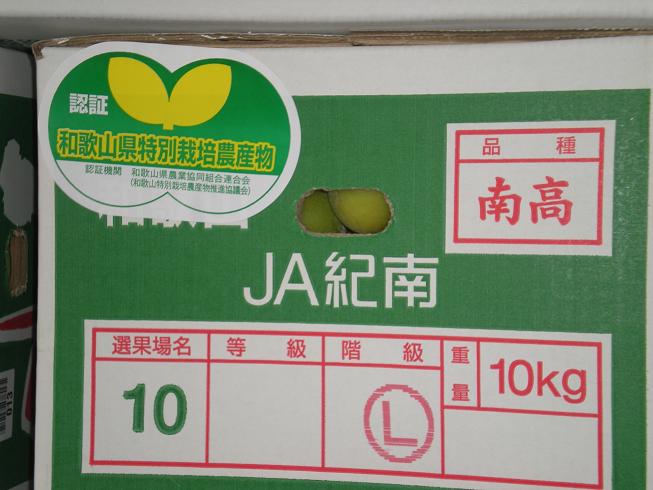 認証
和歌山県特別栽培農産物
認証機関 和歌山県農業協同組合連合会
(和歌山特別栽培農産物推進協議会)
品種
南高
JA紀南
選果場名 等級 階級 重量 10kg
10 L
013